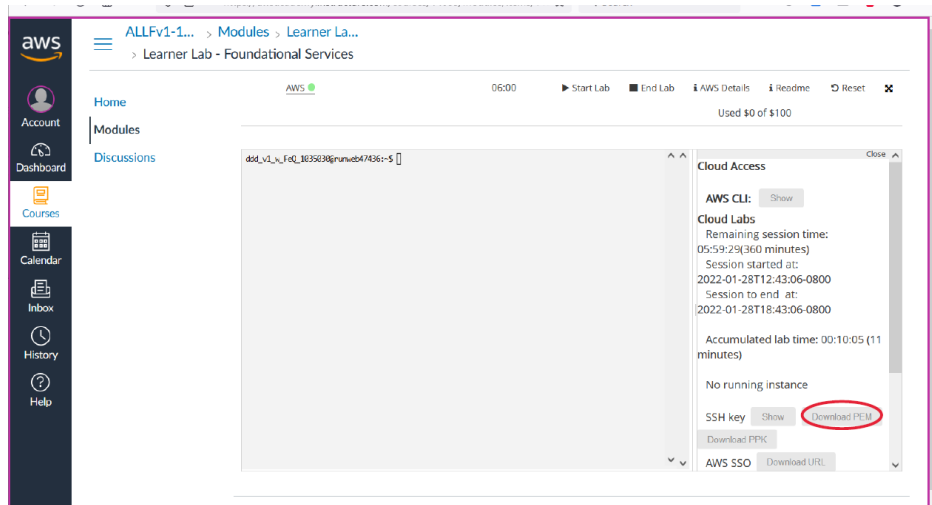 aws
ALLFv1-1... > Modules > Learner La...
> Learner Lab - Foundational Services
Account
Dashboard
Courses
Calendar
Inbox
History
Help
Home
Modules
Discussions
AWS
06:00
Start Lab
End Lab
i AWS Details
i Readme
Reset
Used $0 of $100
ddd_v1_w_FeQ_1035030@runweb47436:~$
Close
Cloud Access
AWS CLI: Show
Cloud Labs
Remaining session time:
05:59:29(360 minutes)
Session started at:
2022-01-28T12:43:06-0800
Session to end at:
2022-01-28T18:43:06-0800
Accumulated lab time: 00:10:05 (11
minutes)
No running instance
SSH key Show Download PEM
Download PPK
AWS SSO Download URL